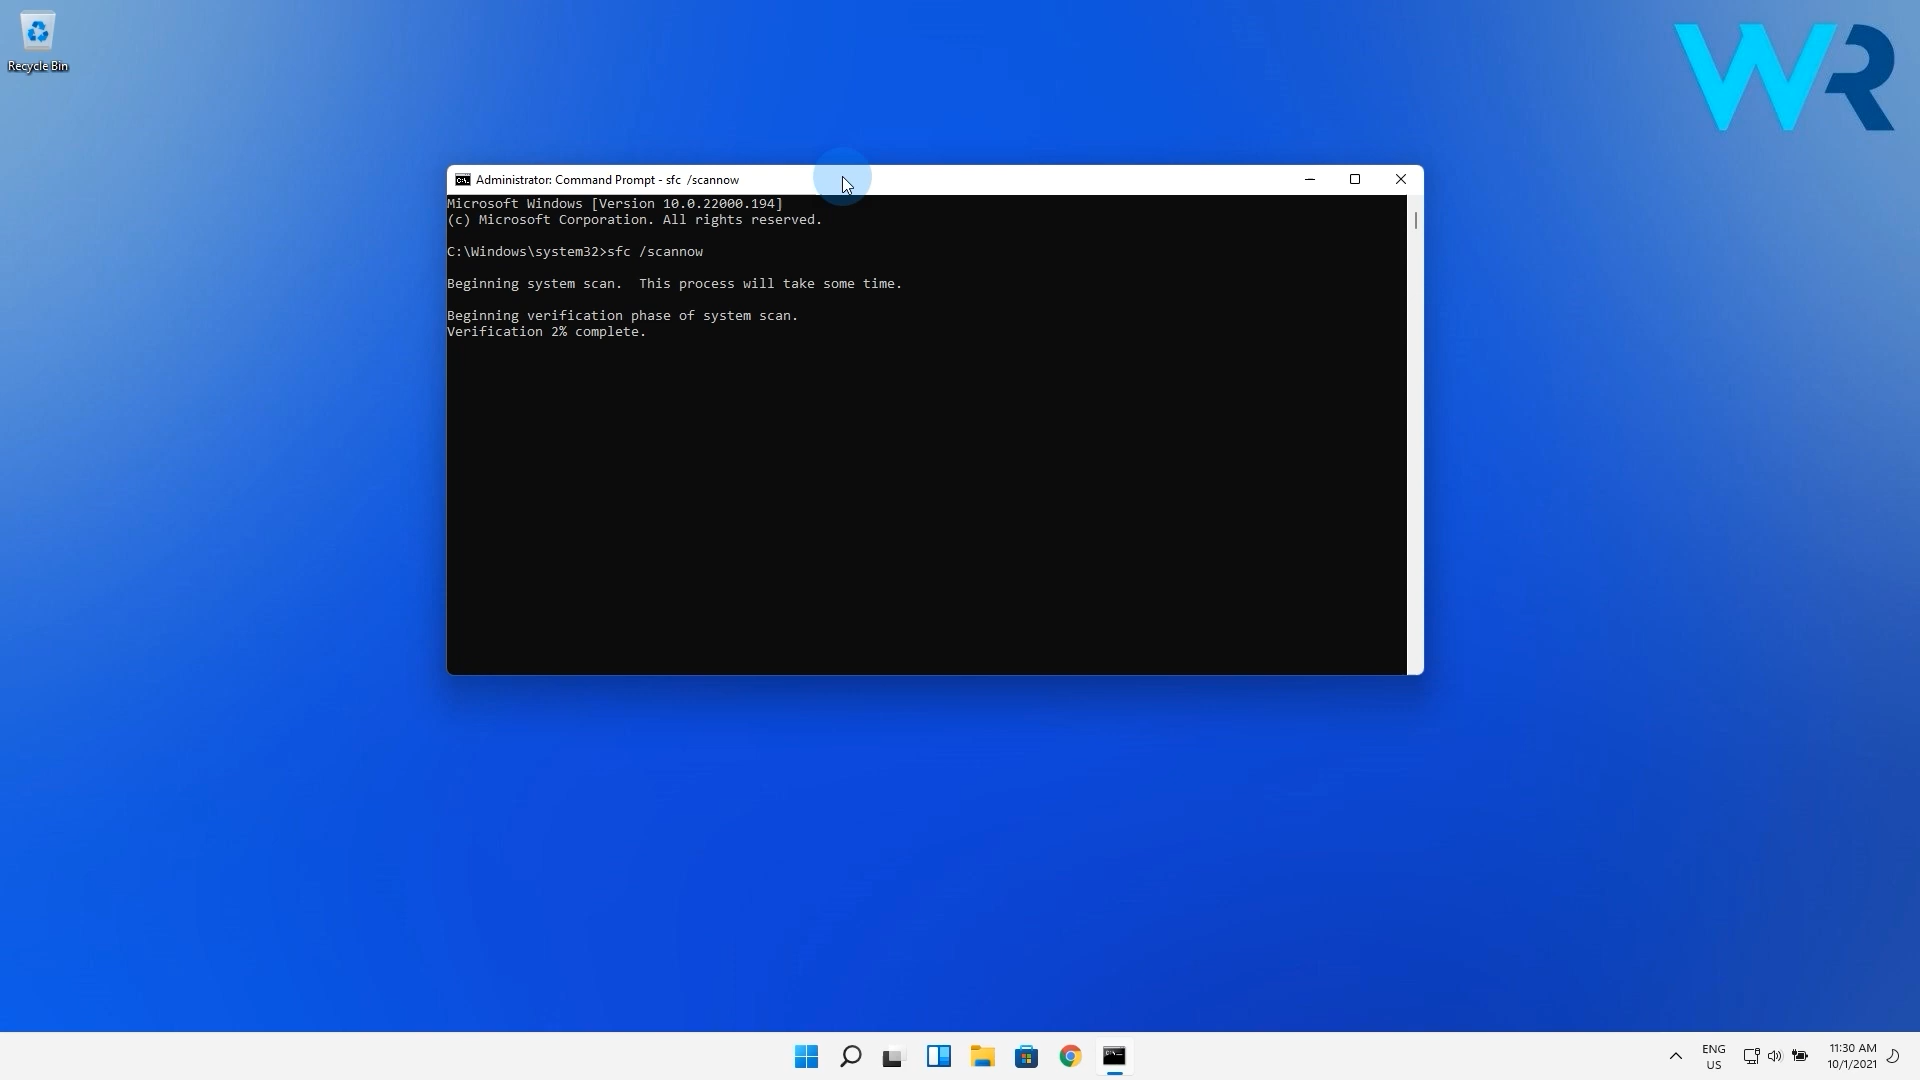 Recycle Bin
WR
Administrator: Command Prompt - sfc  /scannow
Microsoft Windows [Version 10.0.22000.194]
(c) Microsoft Corporation. All rights reserved.
C:\Windows\system32>sfc /scannow
Beginning system scan.  This process will take some time.
Beginning verification phase of system scan.
Verification 2% complete.
ENG
US
11:30 AM
10/1/2021